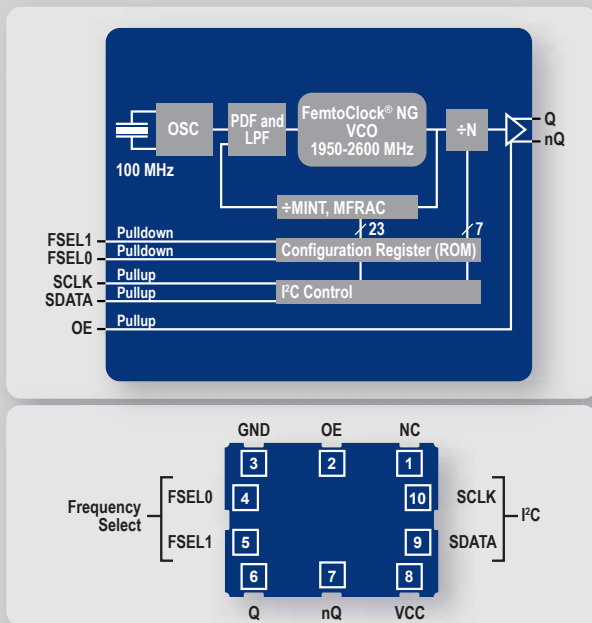 OSC
PDF and
LPF
FemtoClock® NG
VCO
1950-2600 MHz
÷N
Q
nQ
100 MHz
÷MINT, MFRAC
23
7
FSEL1
Pulldown
FSEL0
Pulldown
Configuration Register (ROM)
SCLK
Pullup
SDATA
Pullup
I²C Control
OE
Pullup
GND
OE
NC
3
2
1
Frequency
Select
FSEL0
4
10
SCLK
I²C
FSEL1
5
9
SDATA
6
7
8
Q
nQ
VCC